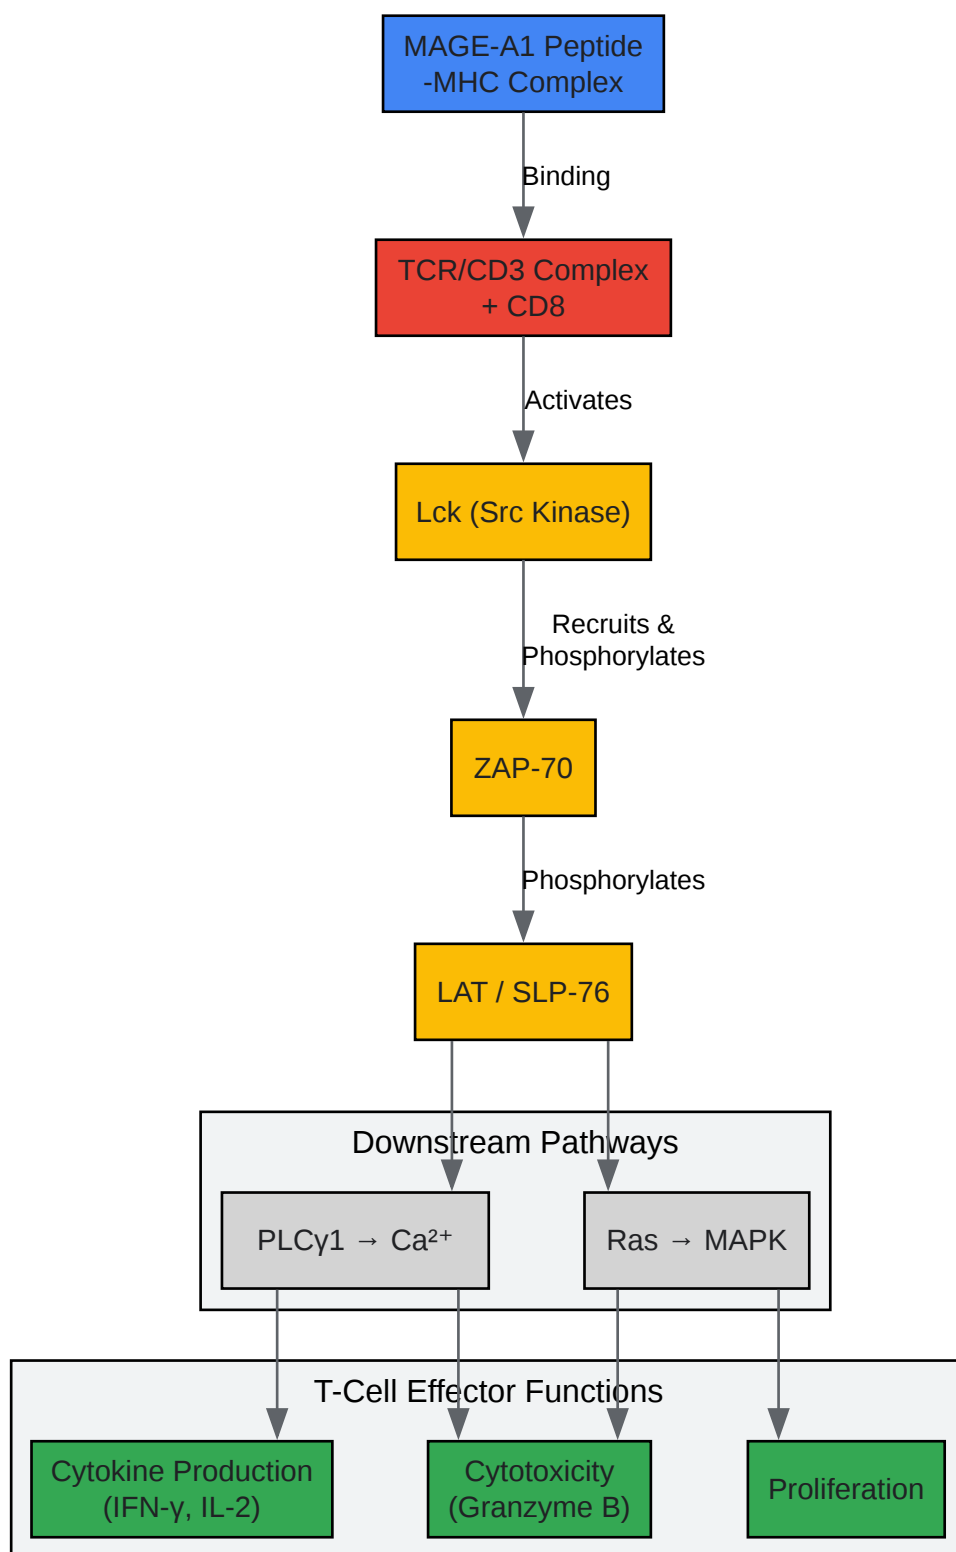 MAGE-A1 Peptide
-MHC Complex
Binding
TCR/CD3 Complex
+ CD8
Activates
Lck (Src Kinase)
Recruits &
Phosphorylates
ZAP-70
Phosphorylates
LAT / SLP-76
Downstream Pathways
PLCγ1 → Ca²⁺
Ras → MAPK
T-Cell Effector Functions
Cytokine Production
(IFN-γ, IL-2)
Cytotoxicity
(Granzyme B)
Proliferation